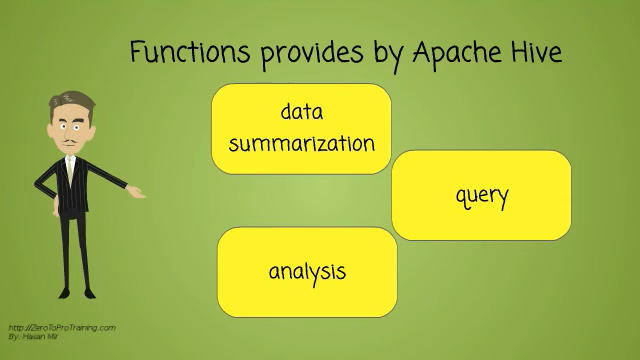 Functions provides by Apache Hive
data
summarization
query
analysis
http://ZeroToProTraining.com
By: Hasan Mir